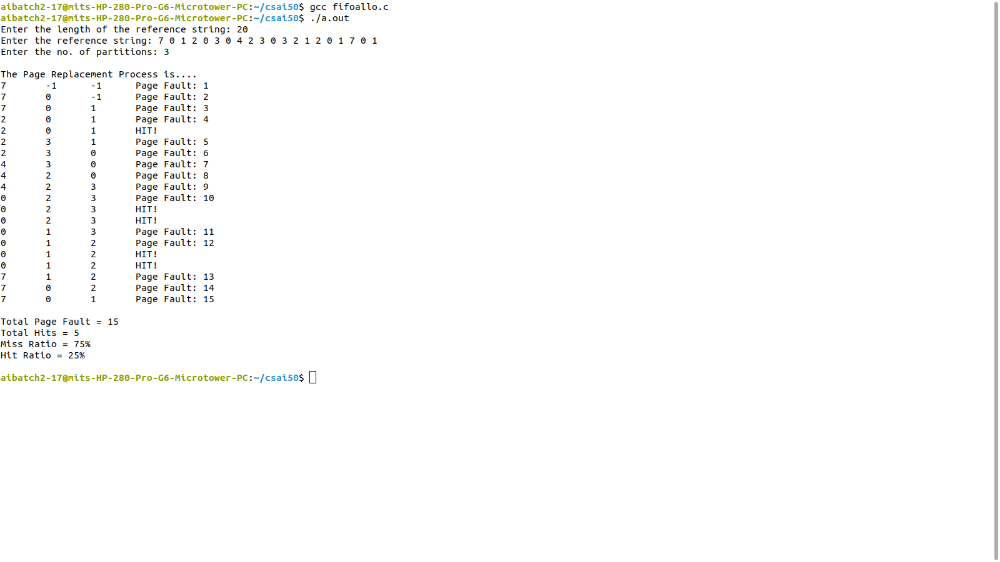 aibatch2-17@mits-HP-280-Pro-G6-Microtower-PC:~/csai50$ gcc fifoallo.c
aibatch2-17@mits-HP-280-Pro-G6-Microtower-PC:~/csai50$ ./a.out
Enter the length of the reference string: 20
Enter the reference string: 7 0 1 2 0 3 0 4 2 3 0 3 2 1 2 0 1 7 0 1
Enter the no. of partitions: 3

The Page Replacement Process is....
7	-1	-1	Page Fault: 1
7	0	-1	Page Fault: 2
7	0	1	Page Fault: 3
2	0	1	Page Fault: 4
2	0	1	HIT!
2	3	1	Page Fault: 5
2	3	0	Page Fault: 6
4	3	0	Page Fault: 7
4	2	0	Page Fault: 8
4	2	3	Page Fault: 9
0	2	3	Page Fault: 10
0	2	3	HIT!
0	2	3	HIT!
0	1	3	Page Fault: 11
0	1	2	Page Fault: 12
0	1	2	HIT!
0	1	2	HIT!
7	1	2	Page Fault: 13
7	0	2	Page Fault: 14
7	0	1	Page Fault: 15

Total Page Fault = 15
Total Hits = 5
Miss Ratio = 75%
Hit Ratio = 25%

aibatch2-17@mits-HP-280-Pro-G6-Microtower-PC:~/csai50$